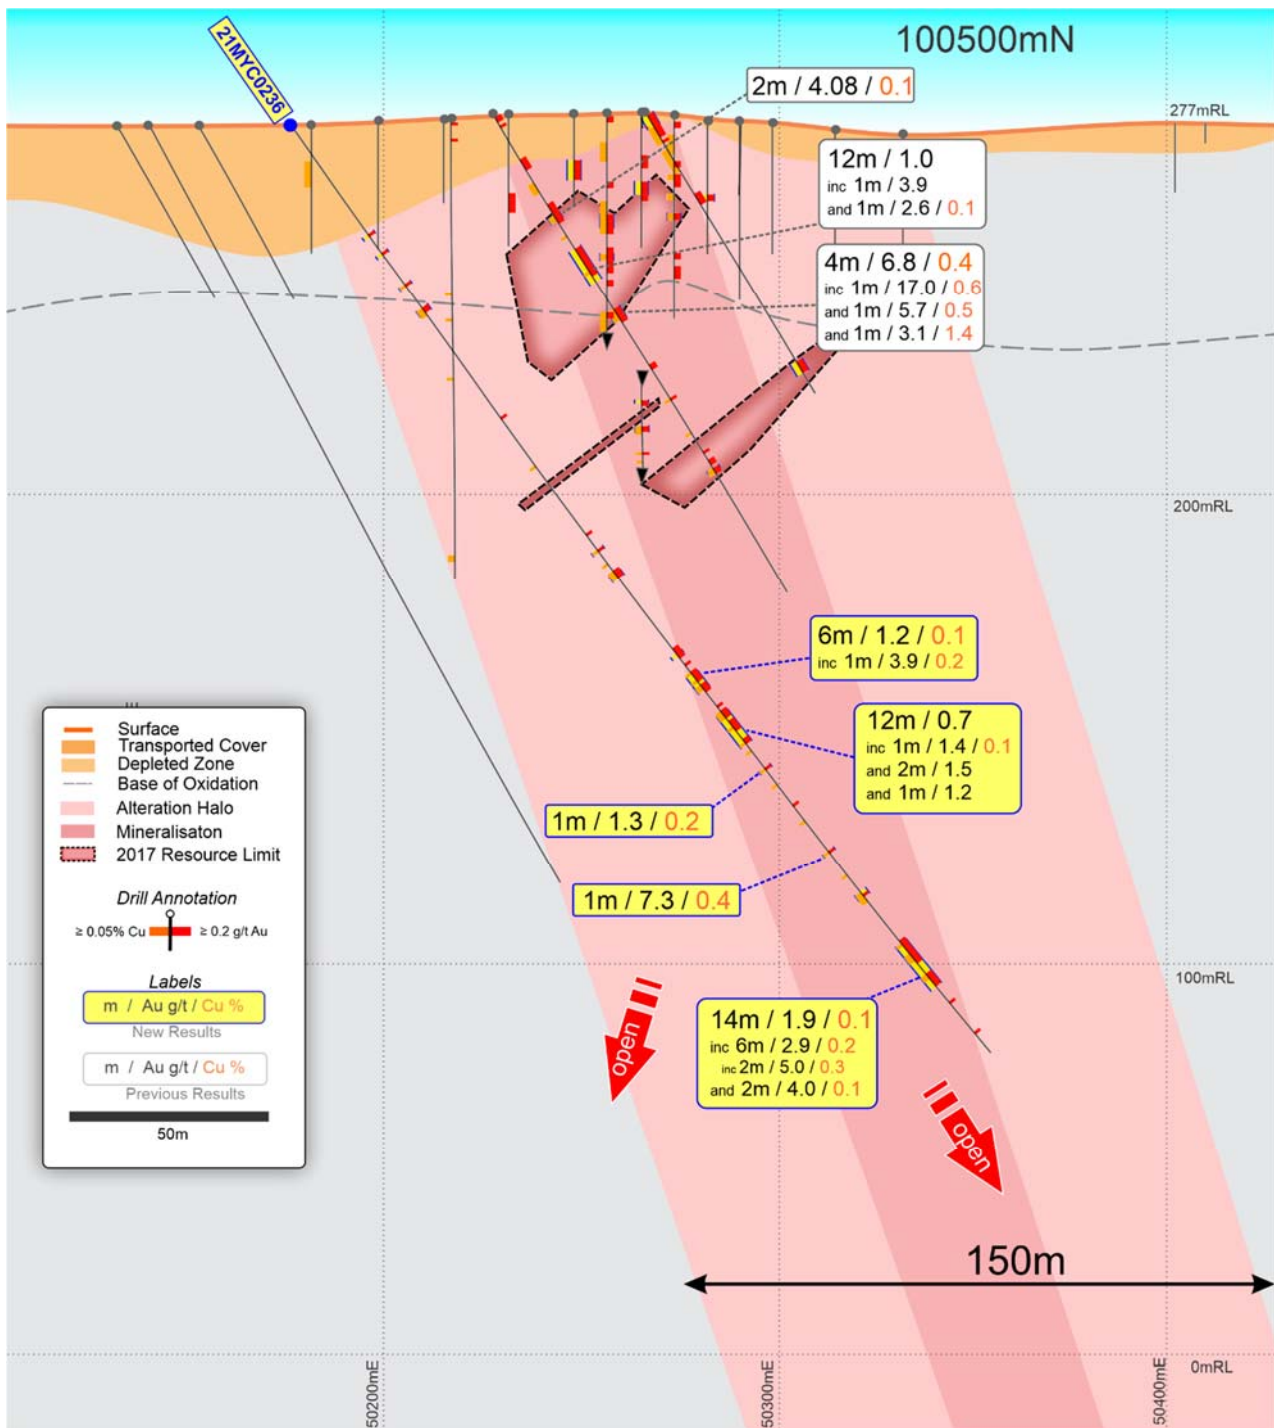 100500mN
21MYC0236
2m / 4.08 / 0.1
277mRL
12m / 1.0
inc 1m / 3.9
and 1m / 2.6 / 0.1
4m / 6.8 / 0.4
inc 1m / 17.0 / 0.6
and 1m / 5.7 / 0.5
and 1m / 3.1 / 1.4
200mRL
6m / 1.2 / 0.1
inc 1m / 3.9 / 0.2
12m / 0.7
inc 1m / 1.4 / 0.1
and 2m / 1.5
and 1m / 1.2
1m / 1.3 / 0.2
1m / 7.3 / 0.4
100mRL
14m / 1.9 / 0.1
inc 6m / 2.9 / 0.2
inc 2m / 5.0 / 0.3
and 2m / 4.0 / 0.1
open
open
150m
Surface
Transported Cover
Depleted Zone
Base of Oxidation
Alteration Halo
Mineralisaton
2017 Resource Limit
Drill Annotation
≥ 0.05% Cu
≥ 0.2 g/t Au
Labels
m / Au g/t / Cu %
New Results
m / Au g/t / Cu %
Previous Results
50m
50200mE
50300mE
50400mE
0mRL